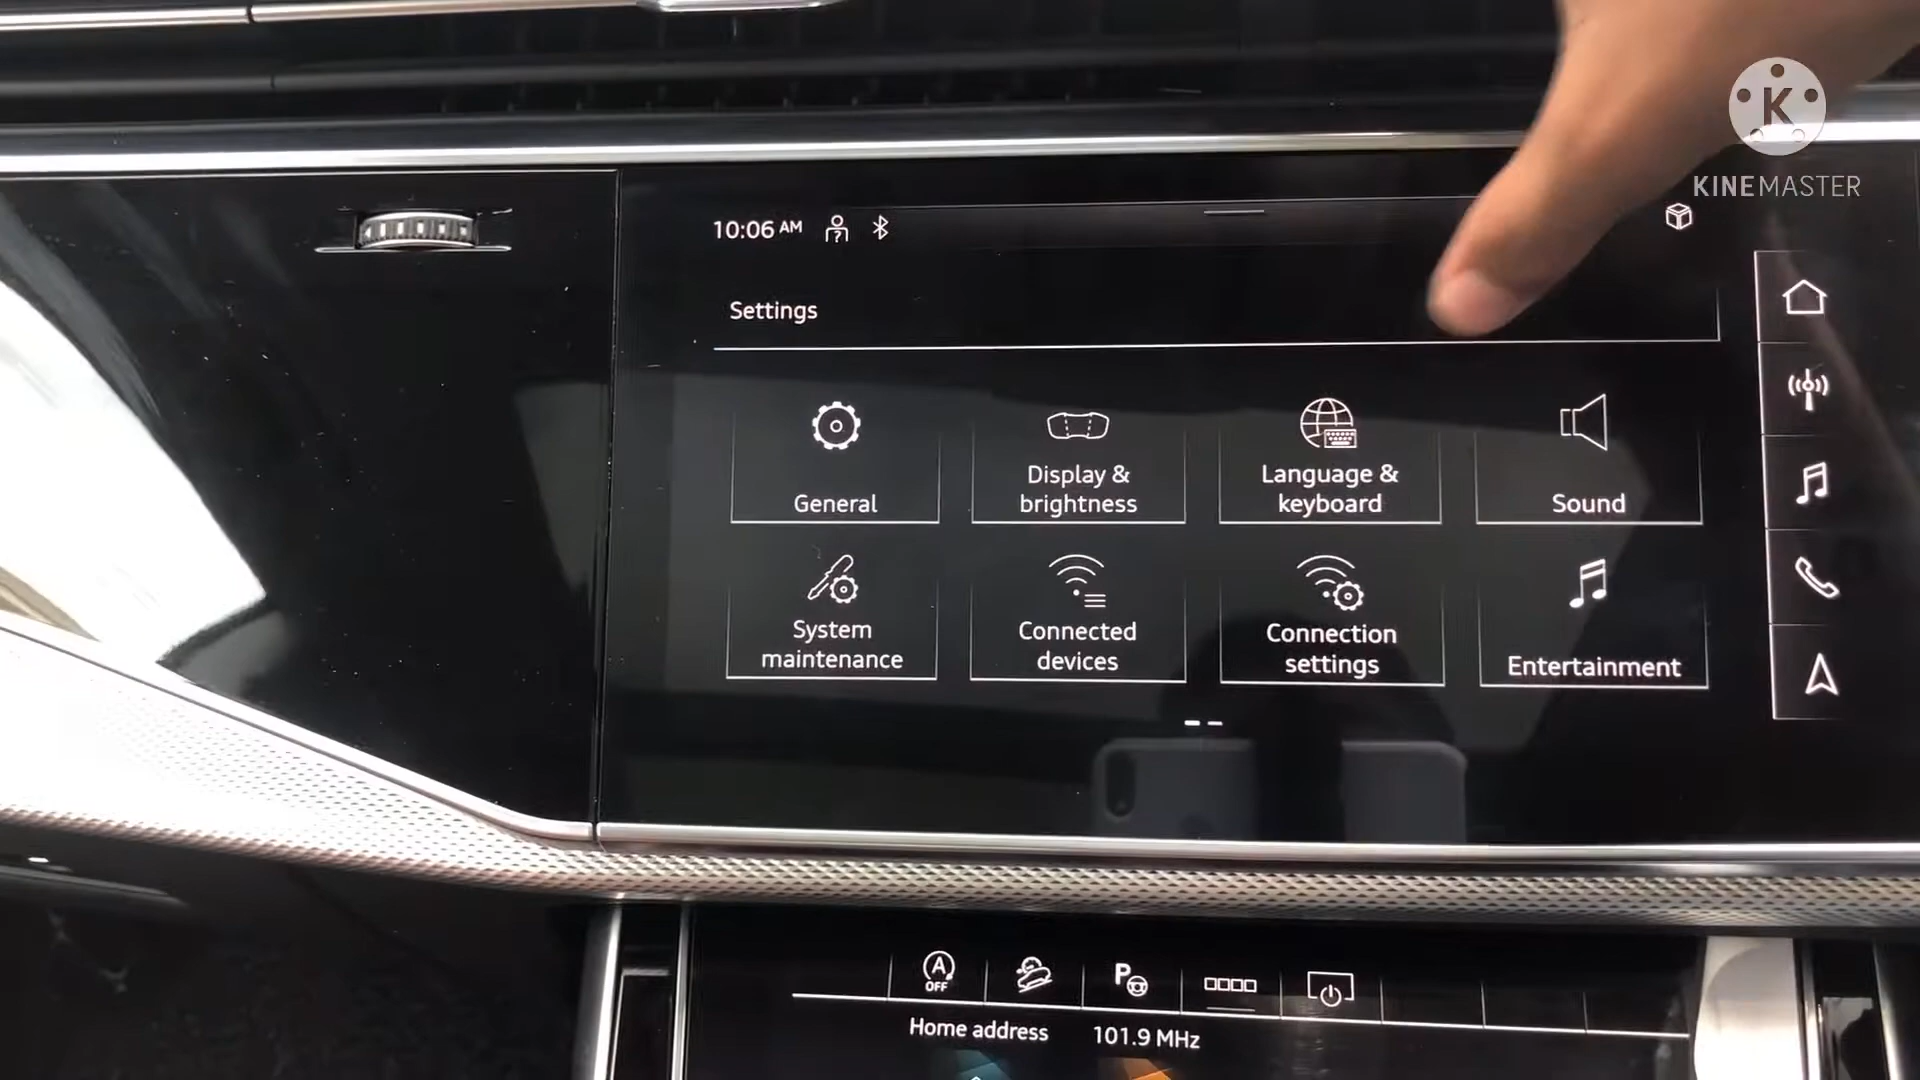 K
KINEMASTER
10:06 AM
Settings
General
Display &
brightness
Language &
keyboard
Sound
System
maintenance
Connected
devices
Connection
settings
Entertainment
A
OFF
P
Home address
101.9 MHz